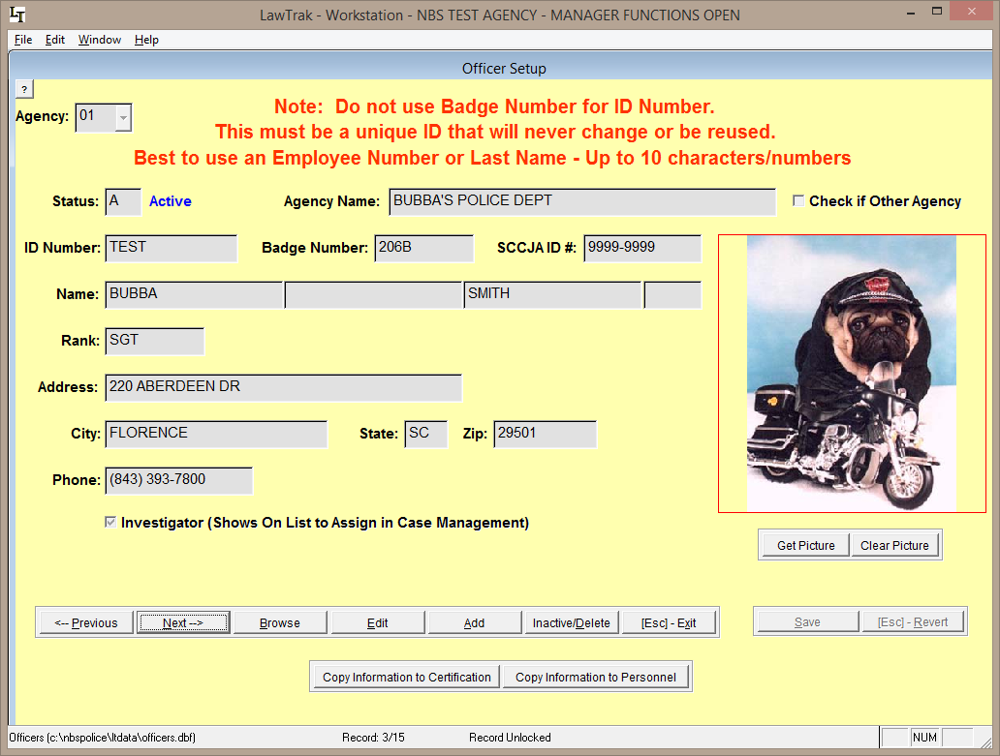 LT LawTrak - Workstation - NBS TEST AGENCY - MANAGER FUNCTIONS OPEN
File Edit Window Help
Officer Setup
?
Note: Do not use Badge Number for ID Number.
Agency: 01
This must be a unique ID that will never change or be reused.
Best to use an Employee Number or Last Name - Up to 10 characters/numbers
Status: A Active Agency Name: BUBBA'S POLICE DEPT Check if Other Agency
ID Number: TEST Badge Number: 206B SCCJA ID #: 9999-9999
Name: BUBBA SMITH
Rank: SGT
Address: 220 ABERDEEN DR
City: FLORENCE State: SC Zip: 29501
Phone: (843) 393-7800
Investigator (Shows On List to Assign in Case Management)
Get Picture Clear Picture
<-- Previous Next --> Browse Edit Add Inactive/Delete [Esc] - Exit Save [Esc] - Revert
Copy Information to Certification Copy Information to Personnel
Officers (c:\nbspolice\ltdata\officers.dbf) Record: 3/15 Record Unlocked NUM